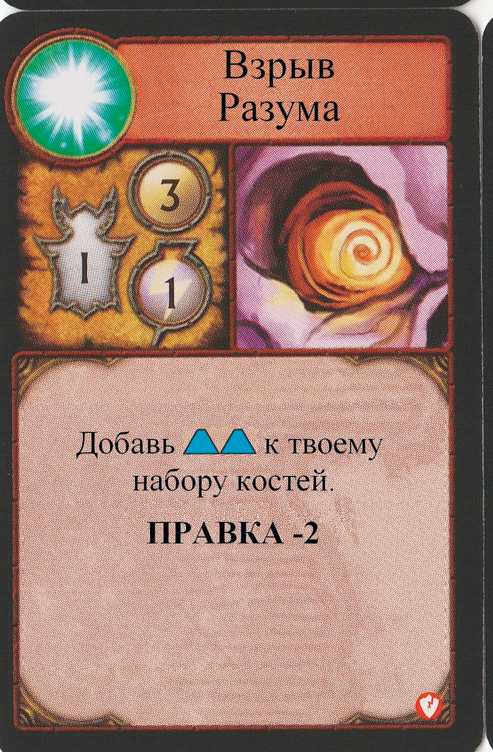 Взрыв
Разума
3
1
1
Добавь к твоему
набору костей.
ПРАВКА -2